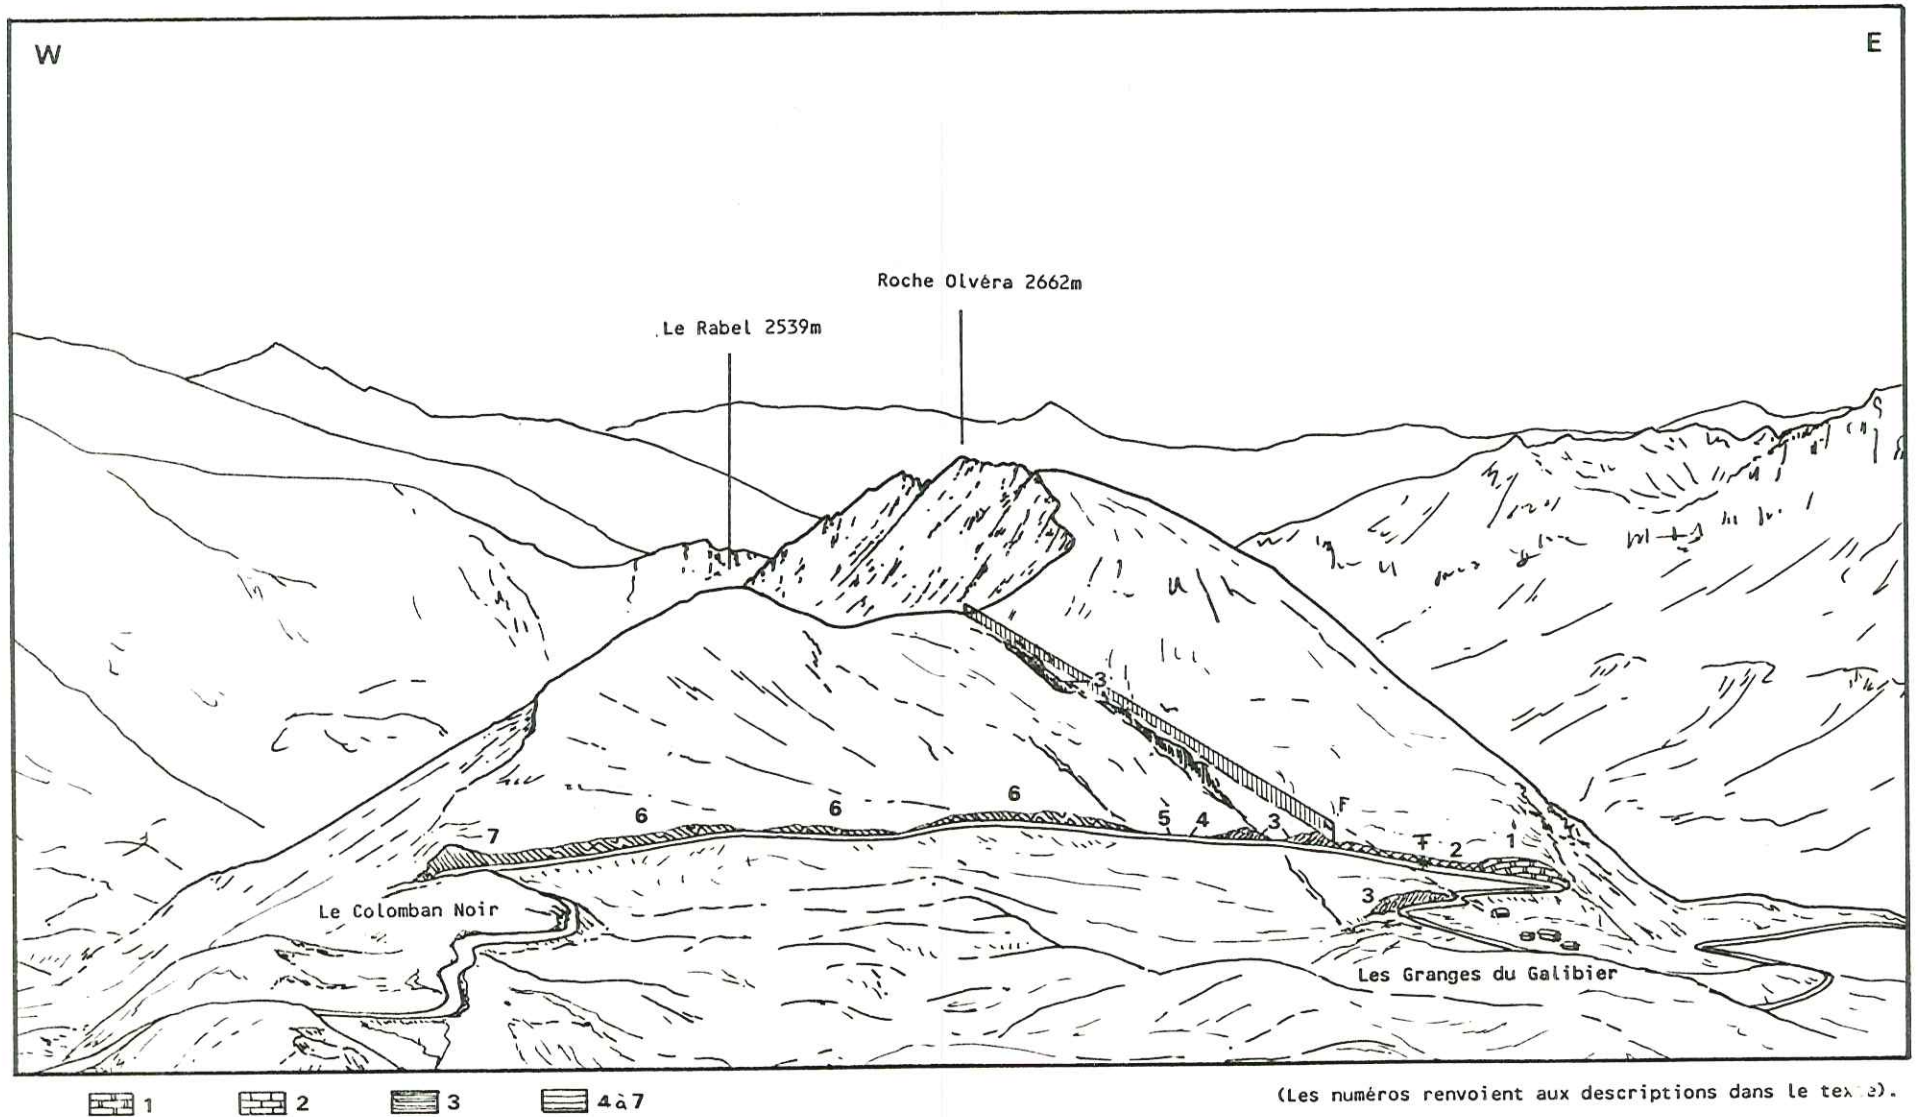 W
E
Roche Olvéra 2662m
Le Rabel 2539m
3
F
6
6
6
7
5
4
3
2
1
3
Le Colomban Noir
Les Granges du Galibier
1
2
3
4 à 7
(Les numéros renvoient aux descriptions dans le texte).